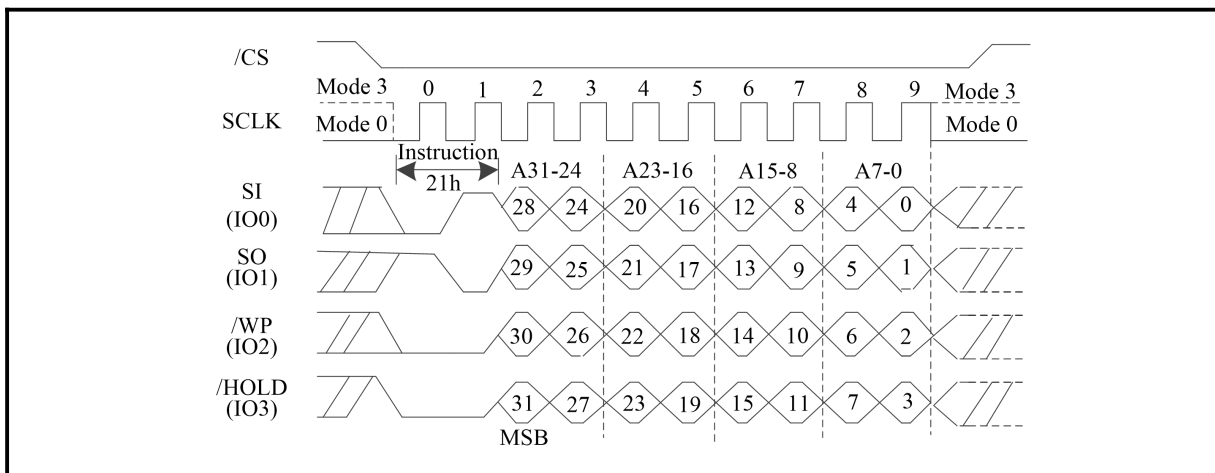 /CS
Mode 3 0 1 2 3 4 5 6 7 8 9 Mode 3
SCLK Mode 0 Mode 0
Instruction
21h A31-24 A23-16 A15-8 A7-0
SI
(IO0) 28 24 20 16 12 8 4 0
SO
(IO1) 29 25 21 17 13 9 5 1
/WP
(IO2) 30 26 22 18 14 10 6 2
/HOLD
(IO3) 31 27 23 19 15 11 7 3
MSB